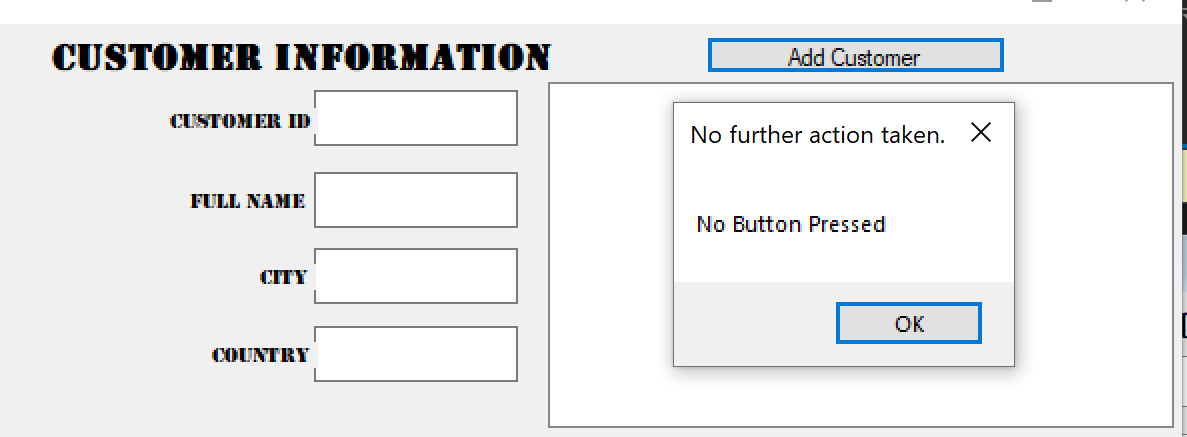 CUSTOMER INFORMATION
Add Customer
CUSTOMER ID
FULL NAME
CITY
COUNTRY
No further action taken.
No Button Pressed
OK